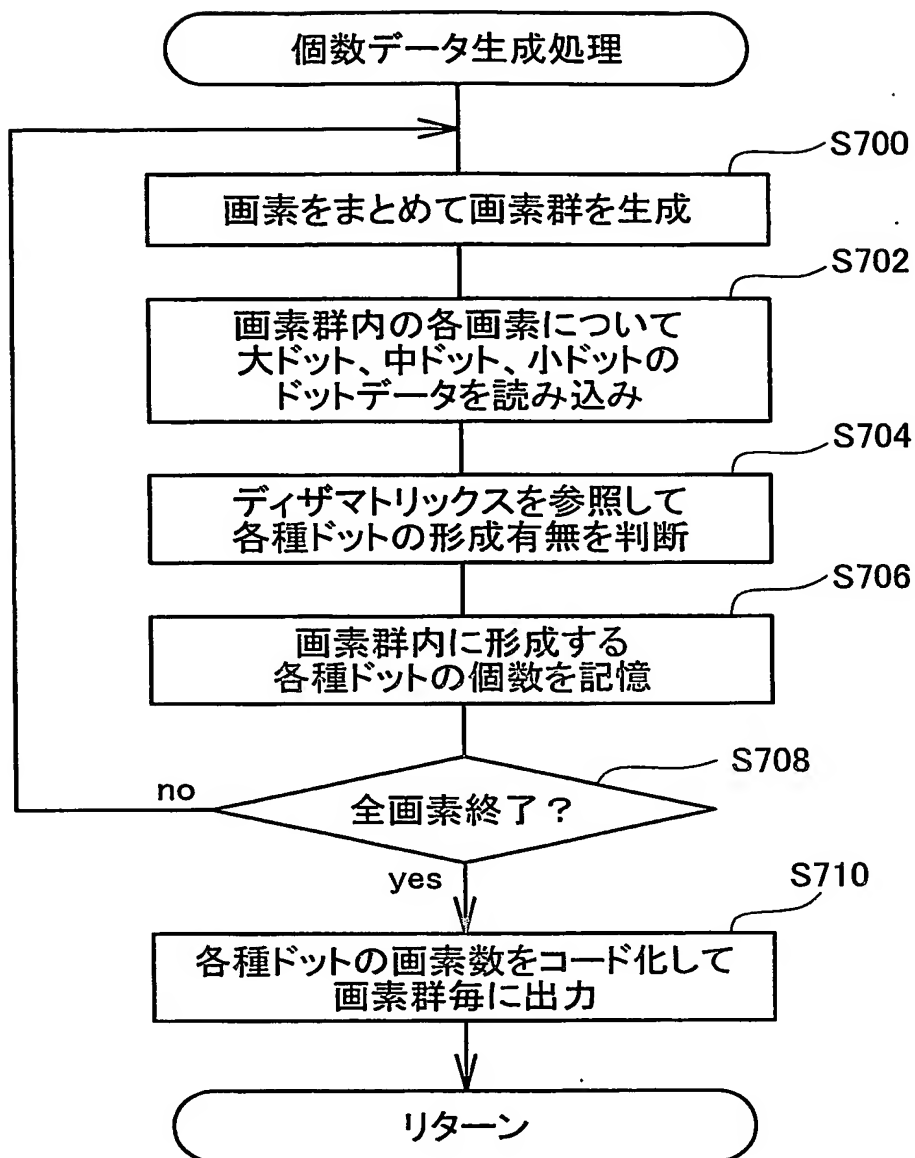 個数データ生成処理
S700
画素をまとめて画素群を生成
S702
画素群内の各画素について
大ドット、中ドット、小ドットの
ドットデータを読み込み
S704
ディザマトリックスを参照して
各種ドットの形成有無を判断
S706
画素群内に形成する
各種ドットの個数を記憶
S708
no
全画素終了？
yes
S710
各種ドットの画素数をコード化して
画素群毎に出力
リターン